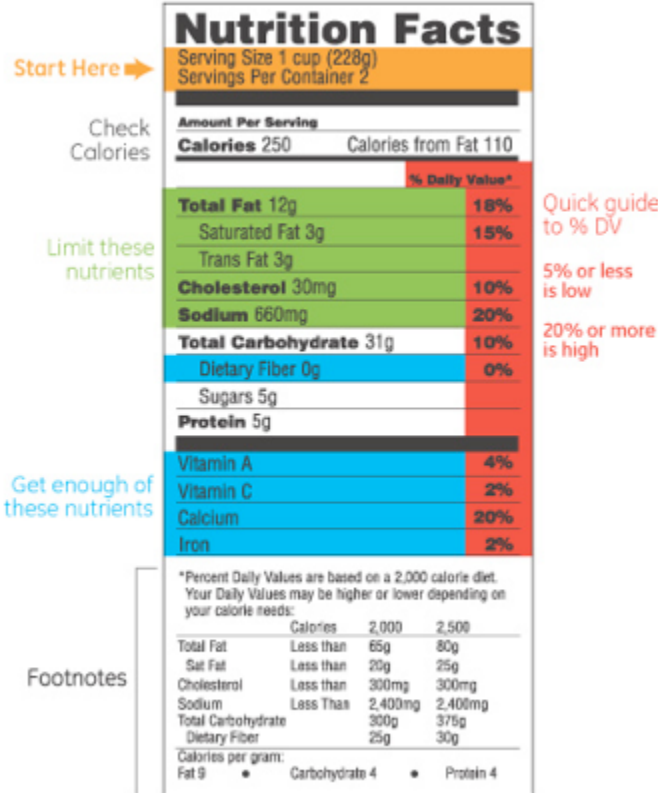 Nutrition Facts
Start Here
Serving Size 1 cup (228g)
Servings Per Container 2
Check
Calories
Amount Per Serving
Calories 250 Calories from Fat 110
% Daily Value*
Limit these
nutrients
Total Fat 12g 18%
Saturated Fat 3g 15%
Trans Fat 3g
Cholesterol 30mg 10%
Sodium 660mg 20%
Quick guide
to % DV
5% or less
is low
20% or more
is high
Total Carbohydrate 31g 10%
Dietary Fiber 0g 0%
Sugars 5g
Protein 5g
Get enough of
these nutrients
Vitamin A 4%
Vitamin C 2%
Calcium 20%
Iron 2%
Footnotes
*Percent Daily Values are based on a 2,000 calorie diet.
Your Daily Values may be higher or lower depending on
your calorie needs:
Calories 2,000 2,500
Total Fat Less than 65g 80g
Sat Fat Less than 20g 25g
Cholesterol Less than 300mg 300mg
Sodium Less Than 2,400mg 2,400mg
Total Carbohydrate 300g 375g
Dietary Fiber 25g 30g
Calories per gram:
Fat 9 • Carbohydrate 4 • Protein 4